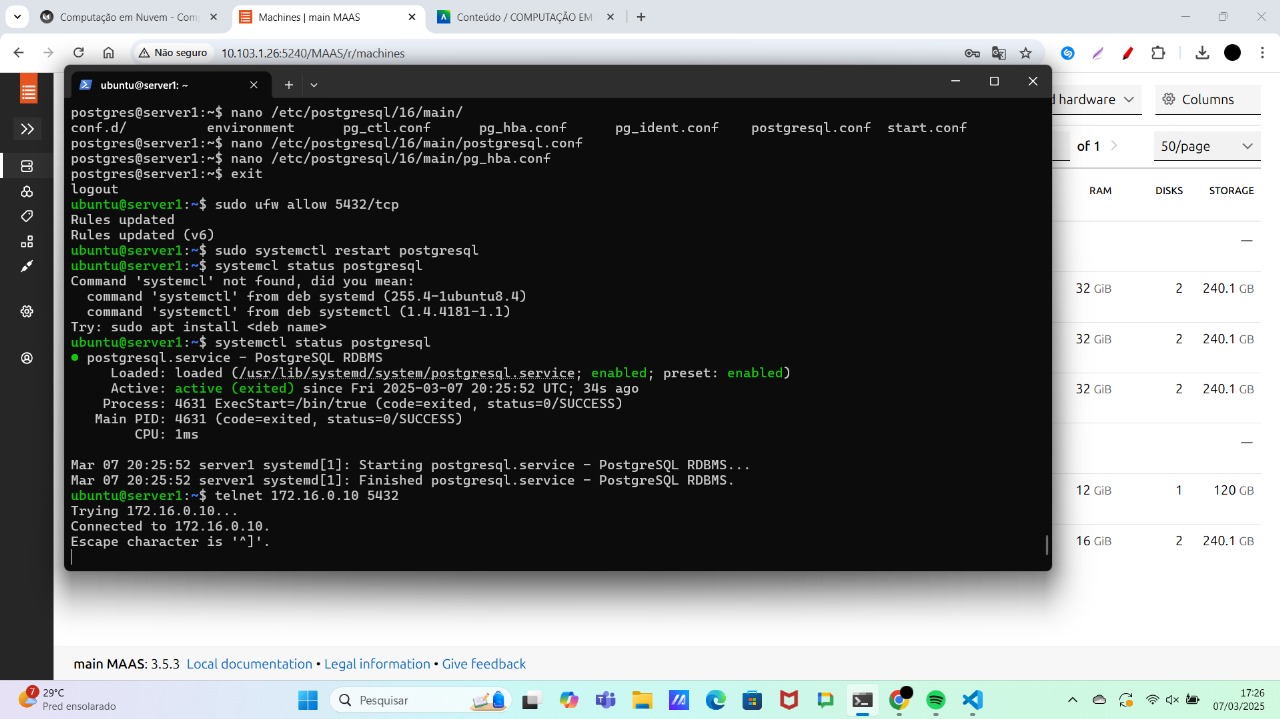 Computação em Nuvem - Com
Machines | main MAAS
Conteúdo / COMPUTAÇÃO EM
Não seguro
10.103.1.26:5240/MAAS/r/machines
ubuntu@server1: ~
postgres@server1:~$ nano /etc/postgresql/16/main/
conf.d/ environment pg_ctl.conf pg_hba.conf pg_ident.conf postgresql.conf start.conf
postgres@server1:~$ nano /etc/postgresql/16/main/postgresql.conf
postgres@server1:~$ nano /etc/postgresql/16/main/pg_hba.conf
postgres@server1:~$ exit
logout
ubuntu@server1:~$ sudo ufw allow 5432/tcp
Rules updated
Rules updated (v6)
ubuntu@server1:~$ sudo systemctl restart postgresql
ubuntu@server1:~$ systemcl status postgresql
Command 'systemcl' not found, did you mean:
command 'systemctl' from deb systemd (255.4-1ubuntu8.4)
command 'systemctl' from deb systemctl (1.4.4181-1.1)
Try: sudo apt install <deb name>
ubuntu@server1:~$ systemctl status postgresql
● postgresql.service - PostgreSQL RDBMS
Loaded: loaded (/usr/lib/systemd/system/postgresql.service; enabled; preset: enabled)
Active: active (exited) since Fri 2025-03-07 20:25:52 UTC; 34s ago
Process: 4631 ExecStart=/bin/true (code=exited, status=0/SUCCESS)
Main PID: 4631 (code=exited, status=0/SUCCESS)
CPU: 1ms
Mar 07 20:25:52 server1 systemd[1]: Starting postgresql.service - PostgreSQL RDBMS...
Mar 07 20:25:52 server1 systemd[1]: Finished postgresql.service - PostgreSQL RDBMS.
ubuntu@server1:~$ telnet 172.16.0.10 5432
Trying 172.16.0.10...
Connected to 172.16.0.10.
Escape character is '^]'.
d hardware
Columns
of 1
50/page
RAM DISKS STORAGE
32 GiB 2 240.1 GB
32 GiB 2 240.1 GB
32 GiB 2 240.1 GB
12 GiB 1 120 GB
16 GiB 2 240.1 GB
main MAAS: 3.5.3 Local documentation • Legal information • Give feedback
7
29°C
Pred ensolarado
Pesquisar
17:26
07/03/2025